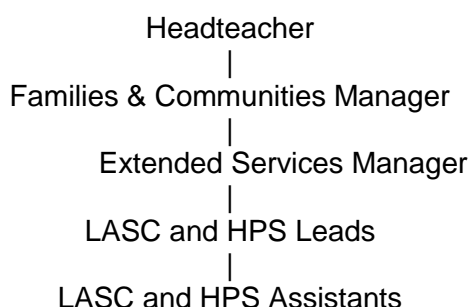 Headteacher
|
Families & Communities Manager
|
Extended Services Manager
|
LASC and HPS Leads
|
LASC and HPS Assistants